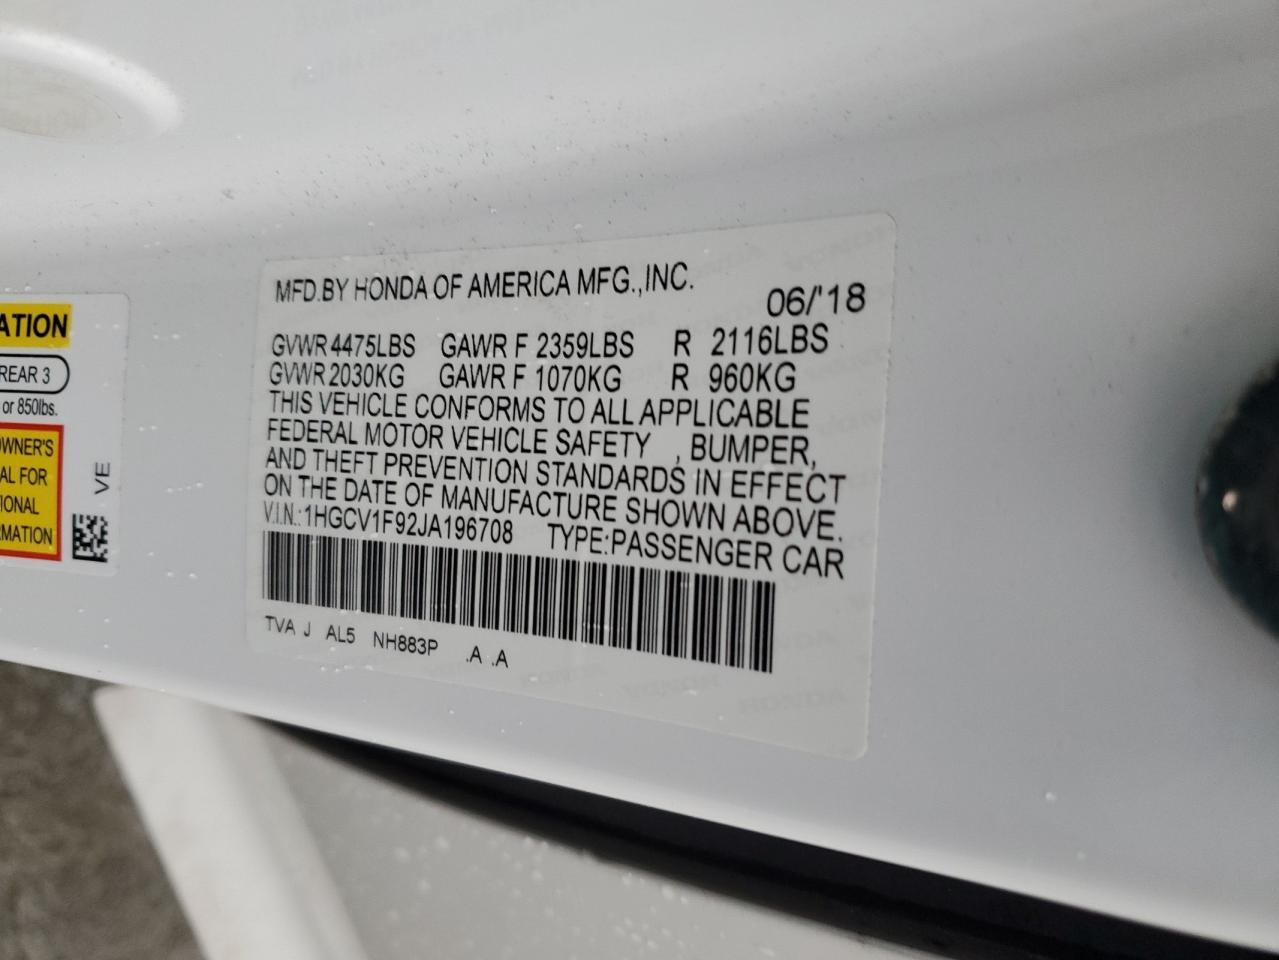 MFD.BY HONDA OF AMERICA MFG.,INC.
06/'18
GVWR 4475LBS GAWR F 2359LBS R 2116LBS
GVWR 2030KG GAWR F 1070KG R 960KG
THIS VEHICLE CONFORMS TO ALL APPLICABLE
FEDERAL MOTOR VEHICLE SAFETY , BUMPER,
AND THEFT PREVENTION STANDARDS IN EFFECT
ON THE DATE OF MANUFACTURE SHOWN ABOVE.
V.I.N.:1HGCV1F92JA196708 TYPE:PASSENGER CAR
TVA J AL5 NH883P .A .A
ATION
REAR 3
or 850lbs.
OWNER'S
AL FOR
IONAL
RMATION
VE